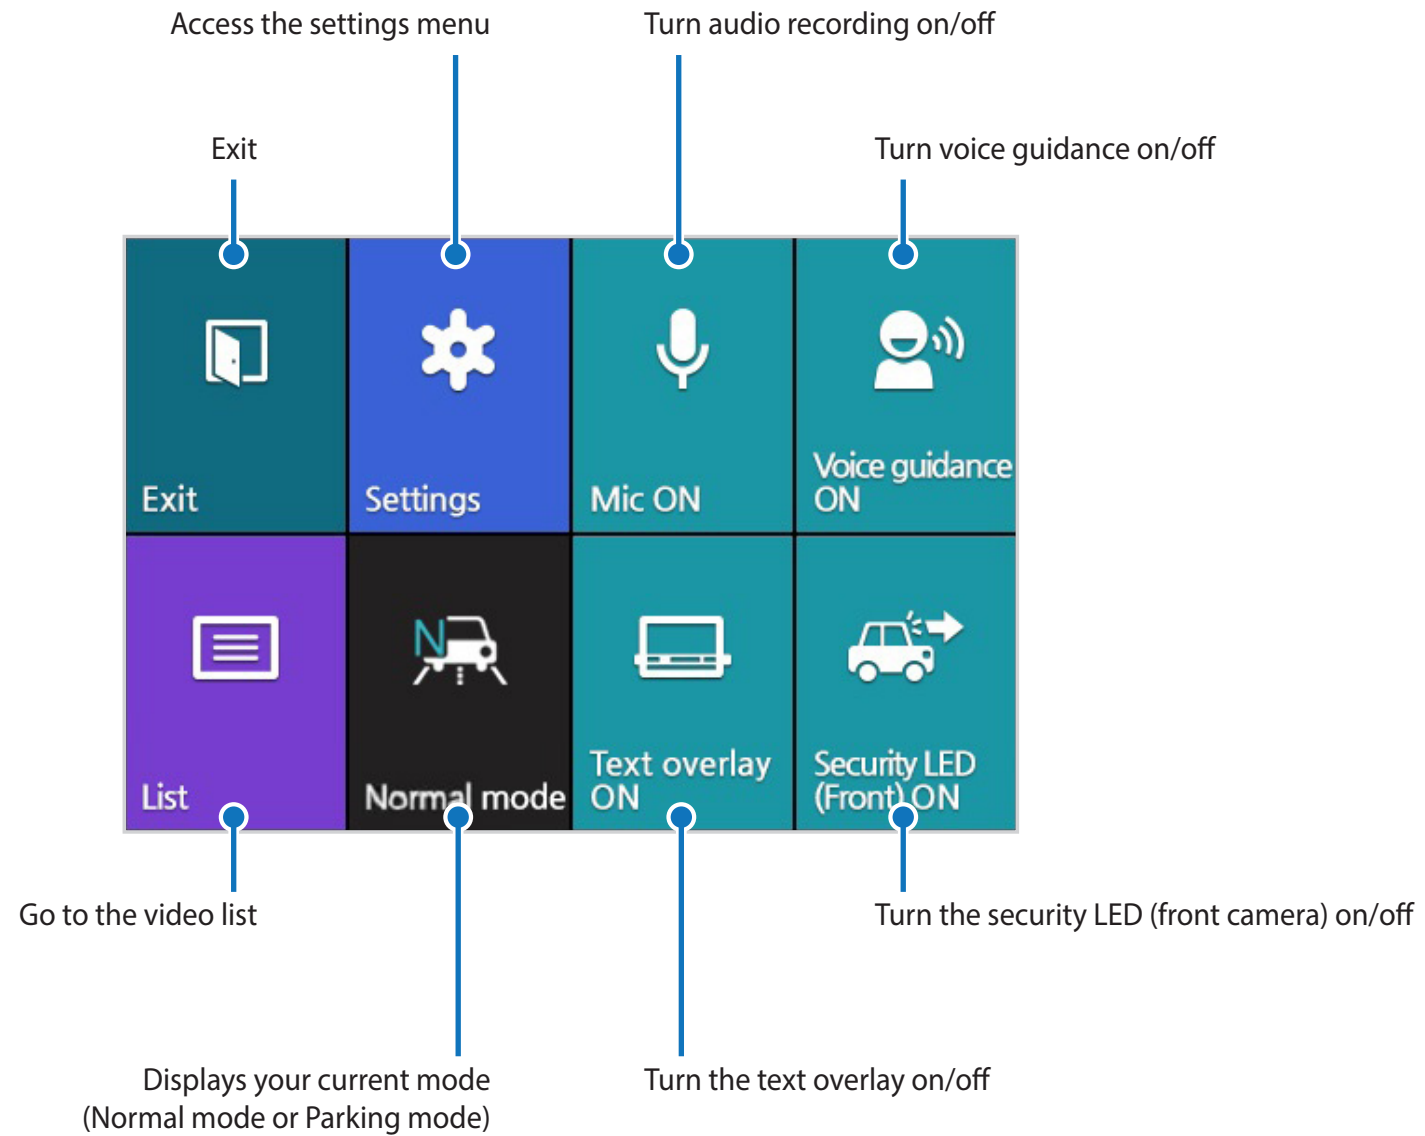 Access the settings menu
Turn audio recording on/off
Exit
Turn voice guidance on/off
Exit
Settings
Mic ON
Voice guidance
ON
List
Normal mode
Text overlay
ON
Security LED
(Front) ON
Go to the video list
Turn the security LED (front camera) on/off
Displays your current mode
(Normal mode or Parking mode)
Turn the text overlay on/off